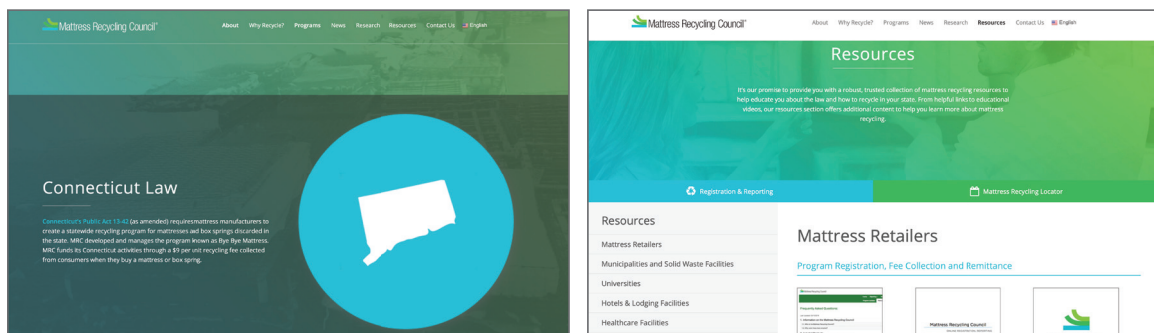 Mattress Recycling Council
About Why Recycle? Programs News Research Resources Contact Us English
Connecticut Law
Connecticut's Public Act 13-42 (as amended) requiresmattress manufacturers to
create a statewide recycling program for mattresses ad box springs discarded in
the state. MRC developed and manages the program known as Bye Bye Mattress.
MRC funds its Connecticut activities through a $9 per unit recycling fee collected
from consumers when they buy a mattress or box sprng.
Mattress Recycling Council
About Why Recycle? Programs News Research Resources Contact Us English
Resources
It's our promise to provide you with a robust, trusted collection of mattress recycling resources to
help educate you about the law and how to recycle in your state. From helpful links to educational
videos, our resources section offers additional content to help you learn more about mattress
recycling.
Registration & Reporting
Mattress Recycling Locator
Resources
Mattress Retailers
Municipalities and Solid Waste Facilities
Universities
Hotels & Lodging Facilities
Healthcare Facilities
Mattress Retailers
Program Registration, Fee Collection and Remittance
Frequently Asked Questions
Mattress Recycling Council